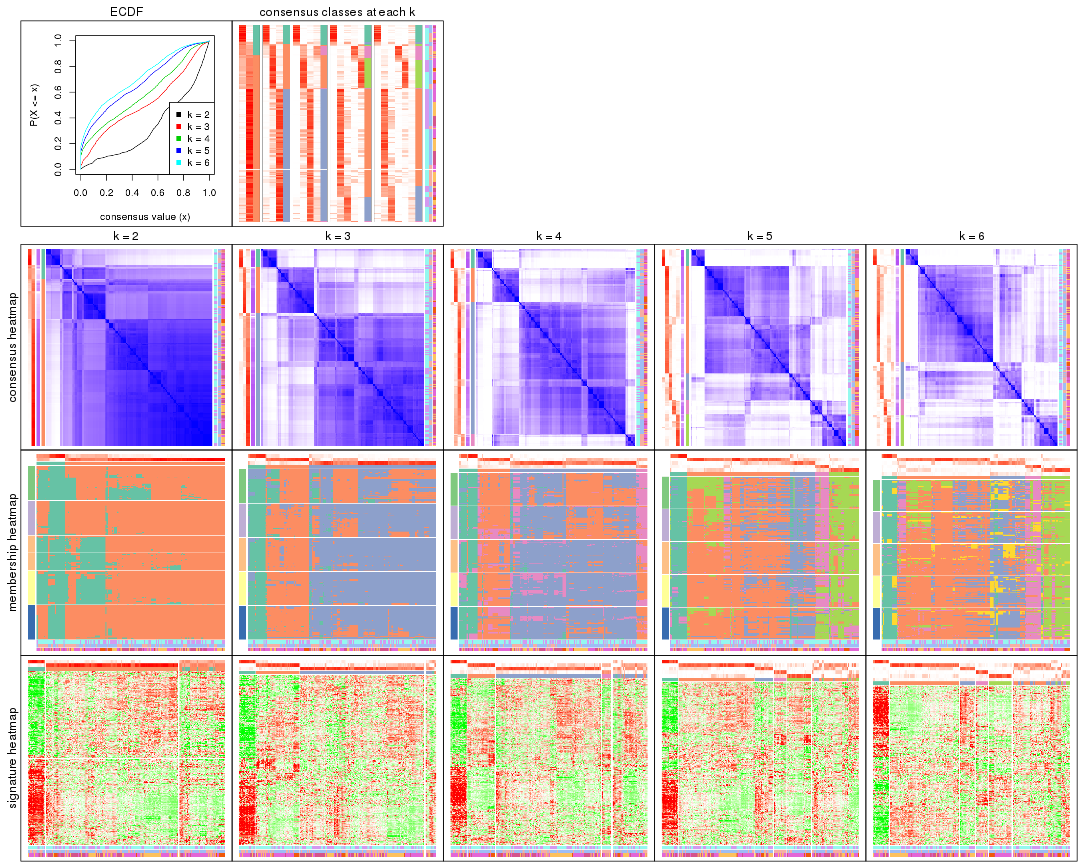 ECDF
consensus classes at each k
P(X <= x)
1.0
0.8
0.6
0.4
0.2
0.0
k = 2
k = 3
k = 4
k = 5
k = 6
0.0 0.2 0.4 0.6 0.8 1.0
consensus value (x)
k = 2
k = 3
k = 4
k = 5
k = 6
consensus heatmap
membership heatmap
signature heatmap